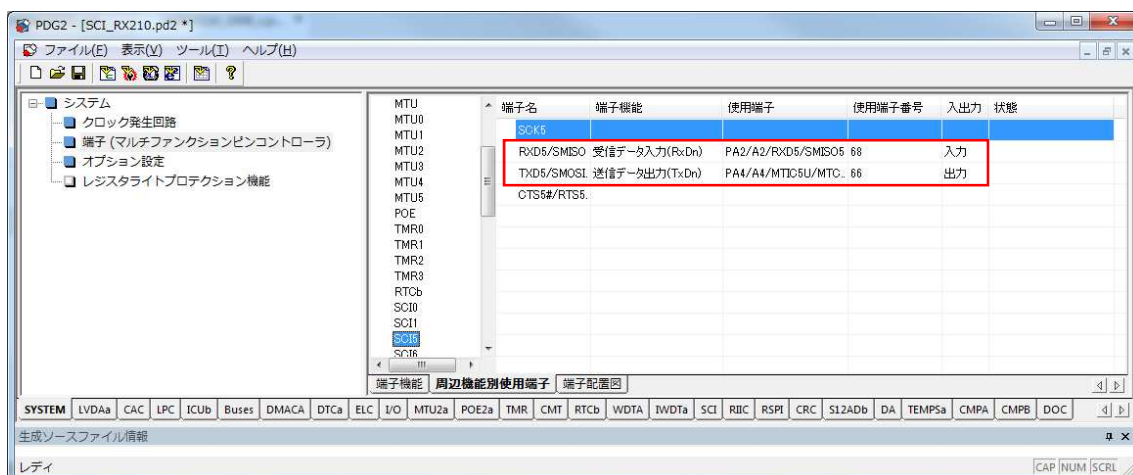 PDG2 - [SCI_RX210.pd2 *]
ファイル(F) 表示(V) ツール(T) ヘルプ(H)
システム
クロック発生回路
端子 (マルチファンクションピンコントローラ)
オプション設定
レジスタライトプロテクション機能
MTU
MTU0
MTU1
MTU2
MTU3
MTU4
MTU5
POE
TMR0
TMR1
TMR2
TMR3
RTCb
SCI0
SCI1
SCI5
SCI6
端子名 端子機能 使用端子 使用端子番号 入出力 状態
SCK5
RXD5/SMISO 受信データ入力(RxDn) PA2/A2/RXD5/SMISO5 68 入力
TXD5/SMOSI. 送信データ出力(TxDn) PA4/A4/MTIC5U/MTC.. 66 出力
CTS5#/RTS5.
端子機能 周辺機能別使用端子 端子配置図
SYSTEM LVDAa CAC LPC ICUb Buses DMACA DTCa ELC I/O MTU2a POE2a TMR CMT RTCb WDTA IWDTa SCI RIIC RSPI CRC S12ADb DA TEMPSa CMPA CMPB DOC
生成ソースファイル情報
レディ CAP NUM SCRL